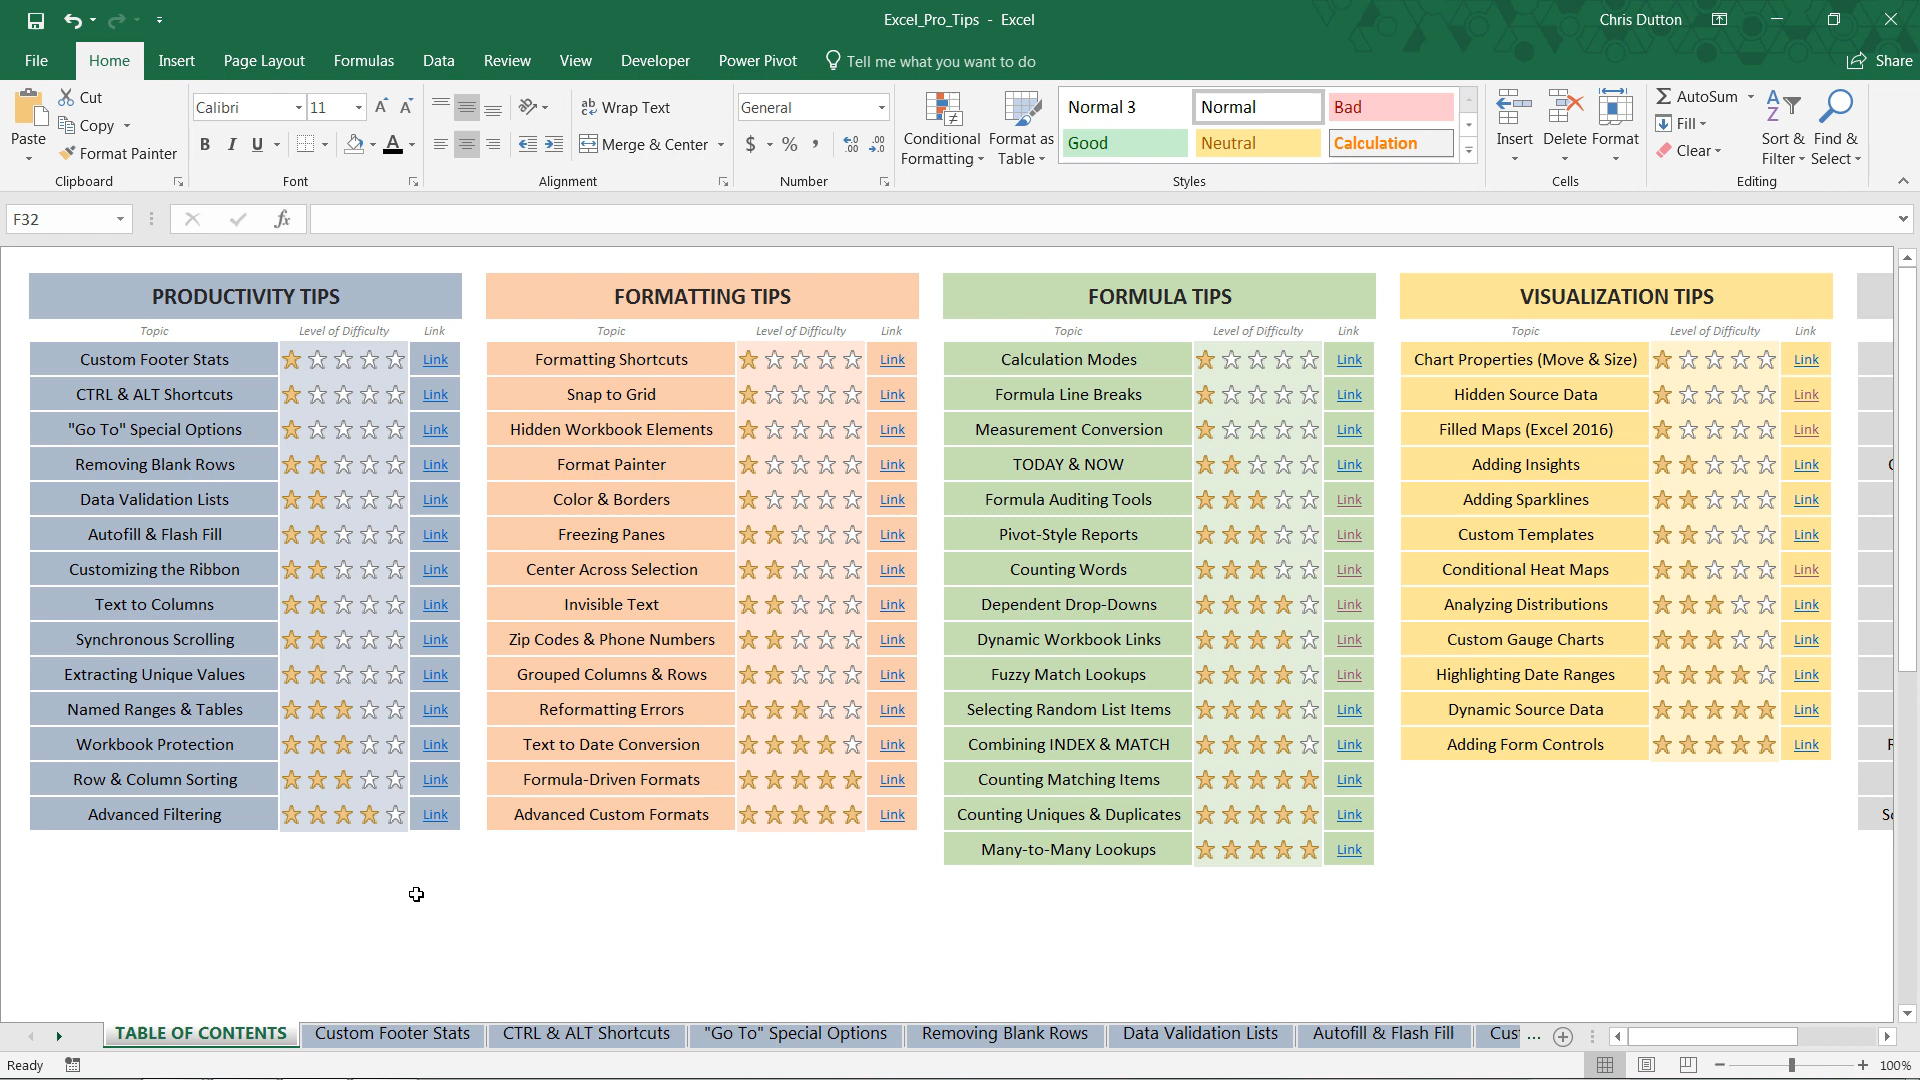 Excel_Pro_Tips - Excel
Chris Dutton
File Home Insert Page Layout Formulas Data Review View Developer Power Pivot Tell me what you want to do Share
Paste
Cut
Copy
Format Painter
Clipboard
Calibri 11
B I U A
Font
Wrap Text
Merge & Center
Alignment
General
$ % ,
Number
Conditional Formatting
Format as Table
Normal 3 Normal Bad
Good Neutral Calculation
Styles
Insert Delete Format
Cells
AutoSum
Fill
Clear
Sort & Filter
Find & Select
Editing
F32 fx
PRODUCTIVITY TIPS
Topic Level of Difficulty Link
Custom Footer Stats Link
CTRL & ALT Shortcuts Link
"Go To" Special Options Link
Removing Blank Rows Link
Data Validation Lists Link
Autofill & Flash Fill Link
Customizing the Ribbon Link
Text to Columns Link
Synchronous Scrolling Link
Extracting Unique Values Link
Named Ranges & Tables Link
Workbook Protection Link
Row & Column Sorting Link
Advanced Filtering Link
FORMATTING TIPS
Topic Level of Difficulty Link
Formatting Shortcuts Link
Snap to Grid Link
Hidden Workbook Elements Link
Format Painter Link
Color & Borders Link
Freezing Panes Link
Center Across Selection Link
Invisible Text Link
Zip Codes & Phone Numbers Link
Grouped Columns & Rows Link
Reformatting Errors Link
Text to Date Conversion Link
Formula-Driven Formats Link
Advanced Custom Formats Link
FORMULA TIPS
Topic Level of Difficulty Link
Calculation Modes Link
Formula Line Breaks Link
Measurement Conversion Link
TODAY & NOW Link
Formula Auditing Tools Link
Pivot-Style Reports Link
Counting Words Link
Dependent Drop-Downs Link
Dynamic Workbook Links Link
Fuzzy Match Lookups Link
Selecting Random List Items Link
Combining INDEX & MATCH Link
Counting Matching Items Link
Counting Uniques & Duplicates Link
Many-to-Many Lookups Link
VISUALIZATION TIPS
Topic Level of Difficulty Link
Chart Properties (Move & Size) Link
Hidden Source Data Link
Filled Maps (Excel 2016) Link
Adding Insights Link
Adding Sparklines Link
Custom Templates Link
Conditional Heat Maps Link
Analyzing Distributions Link
Custom Gauge Charts Link
Highlighting Date Ranges Link
Dynamic Source Data Link
Adding Form Controls Link
TABLE OF CONTENTS Custom Footer Stats CTRL & ALT Shortcuts "Go To" Special Options Removing Blank Rows Data Validation Lists Autofill & Flash Fill Cus ...
Ready 100%